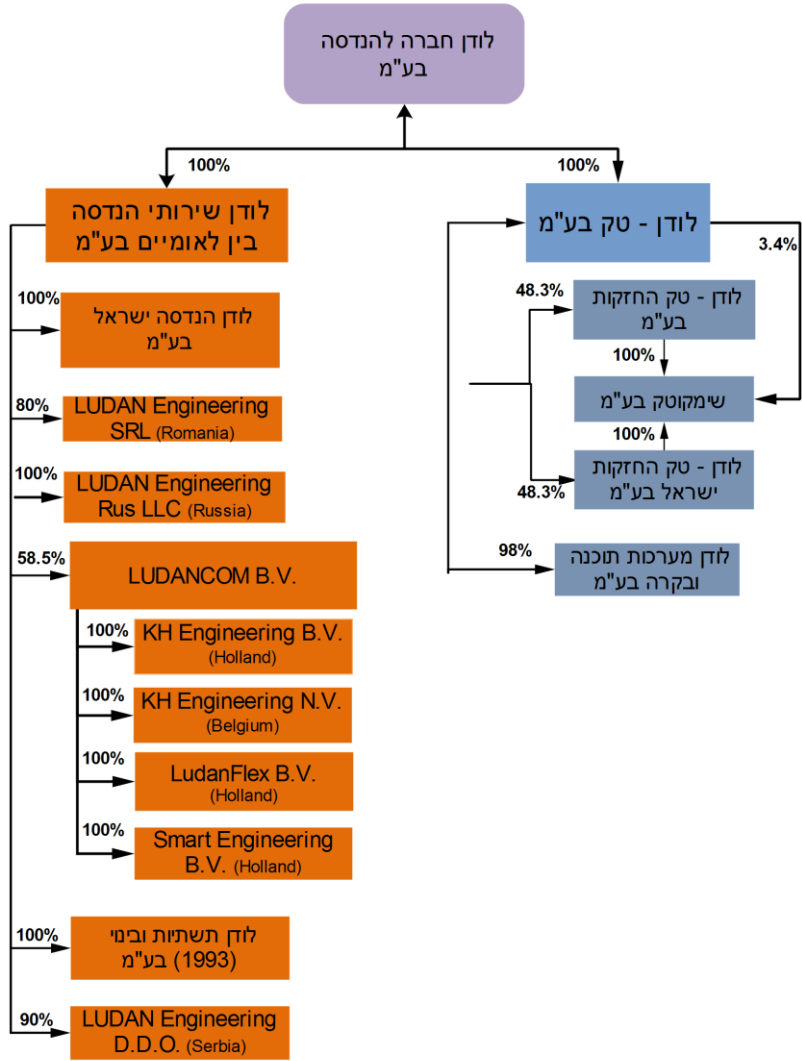 לודן חברה להנדסה
בע"מ
100%
100%
לודן שירותי הנדסה
בין לאומיים בע"מ
100%
לודן הנדסה ישראל
בע"מ
80%
LUDAN Engineering
SRL (Romania)
100%
LUDAN Engineering
Rus LLC (Russia)
58.5%
LUDANCOM B.V.
100%
KH Engineering B.V.
(Holland)
100%
KH Engineering N.V.
(Belgium)
100%
LudanFlex B.V.
(Holland)
100%
Smart Engineering
B.V. (Holland)
100%
לודן תשתיות ובינוי
(1993) בע"מ
90%
LUDAN Engineering
D.D.O. (Serbia)
לודן - טק בע"מ
3.4%
48.3%
לודן - טק החזקות
בע"מ
100%
שימקוטק בע"מ
100%
לודן - טק החזקות
ישראל בע"מ
48.3%
98%
לודן מערכות תוכנה
ובקרה בע"מ